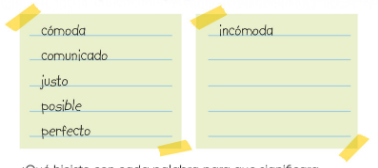 cómoda
comunicado
justo
posible
perfecto
incómoda